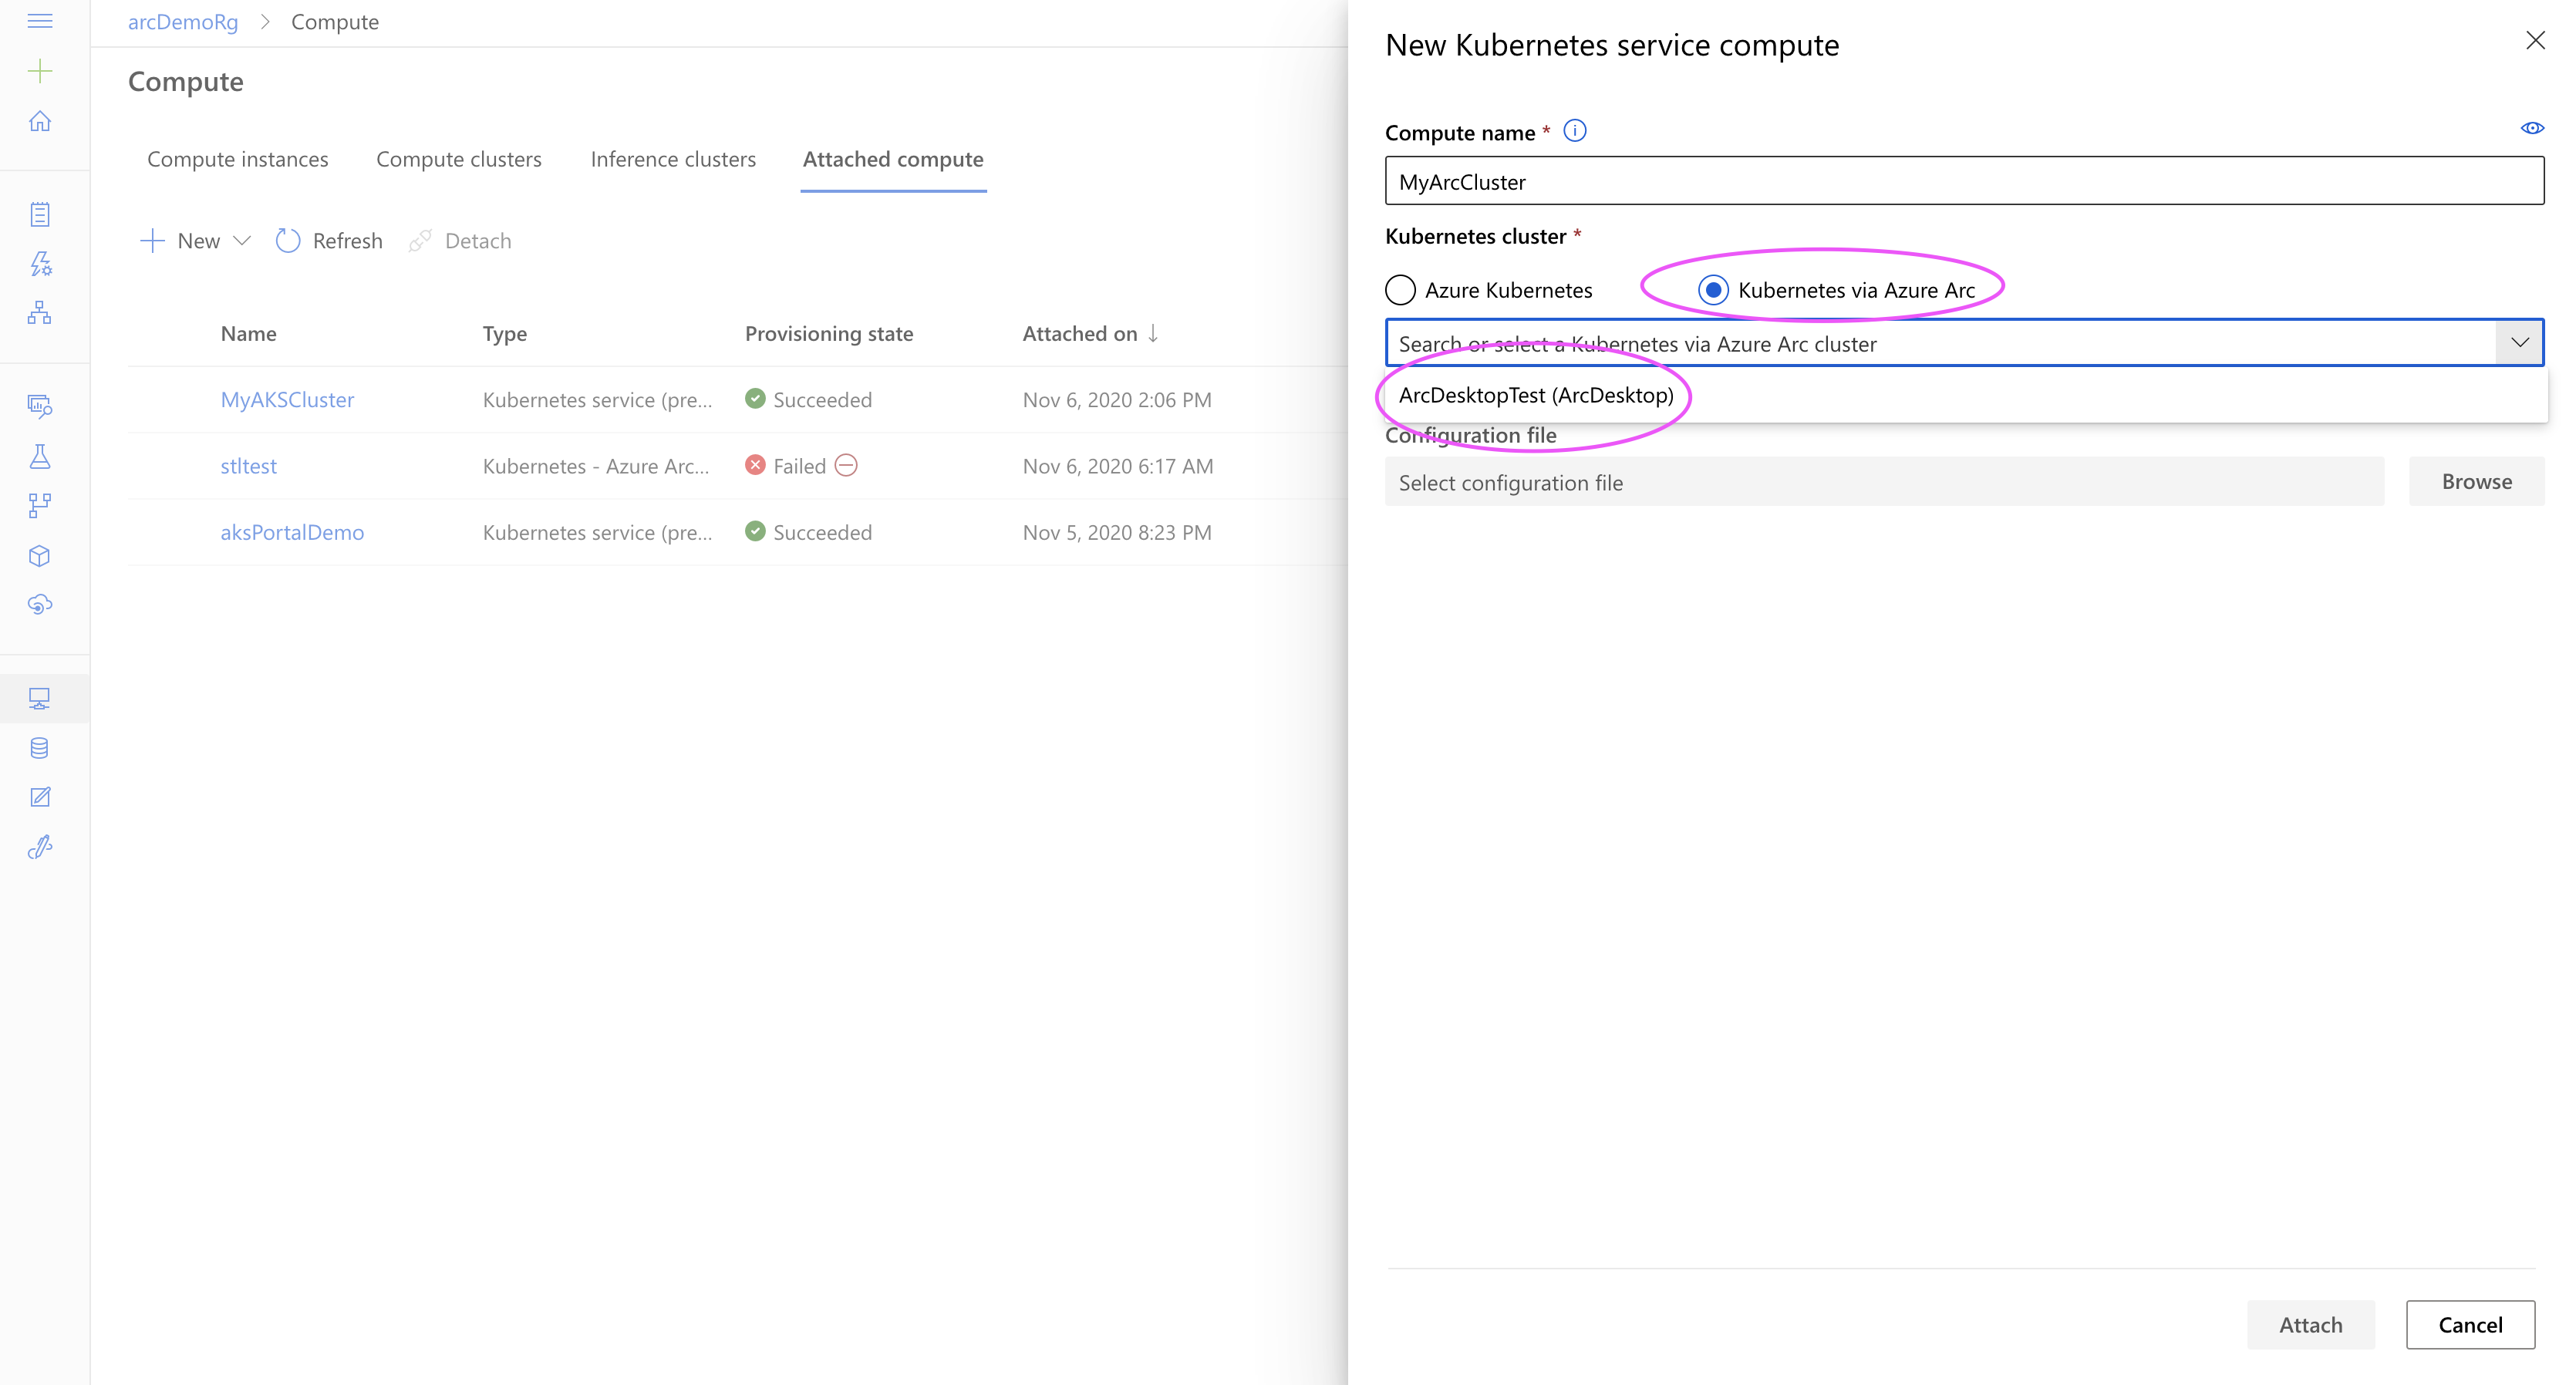 arcDemoRg > Compute
Compute
Compute instances Compute clusters Inference clusters Attached compute
New Refresh Detach
Name Type Provisioning state Attached on ↓
MyAKSCluster Kubernetes service (pre... Succeeded Nov 6, 2020 2:06 PM
stltest Kubernetes - Azure Arc... Failed Nov 6, 2020 6:17 AM
aksPortalDemo Kubernetes service (pre... Succeeded Nov 5, 2020 8:23 PM
New Kubernetes service compute
Compute name *
MyArcCluster
Kubernetes cluster *
Azure Kubernetes Kubernetes via Azure Arc
Search or select a Kubernetes via Azure Arc cluster
ArcDesktopTest (ArcDesktop)
Configuration file
Select configuration file Browse
Attach Cancel